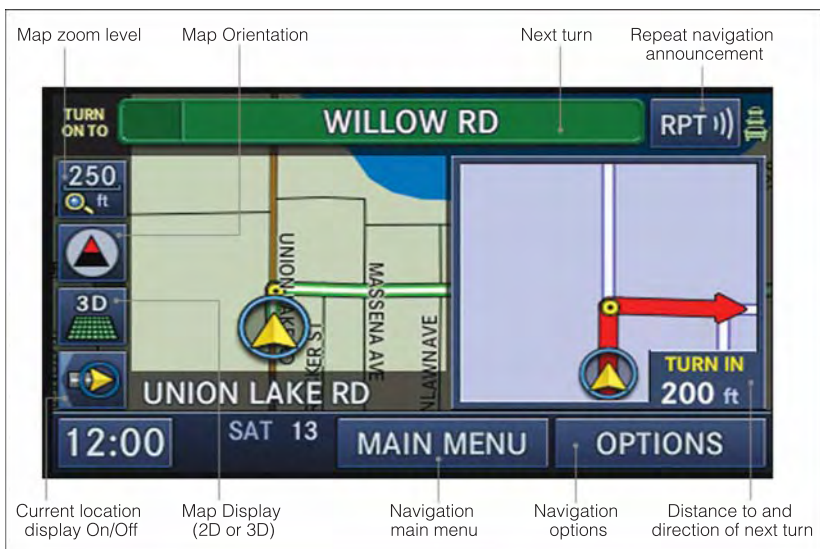 Map zoom level
Map Orientation
Next turn
Repeat navigation
announcement
TURN
ON TO
WILLOW RD
RPT
250
ft
3D
UNION
MASSENA AVE
UNION LAKE RD
TURN IN
200 ft
12:00
SAT 13
MAIN MENU
OPTIONS
Current location
display On/Off
Map Display
(2D or 3D)
Navigation
main menu
Navigation
options
Distance to and
direction of next turn